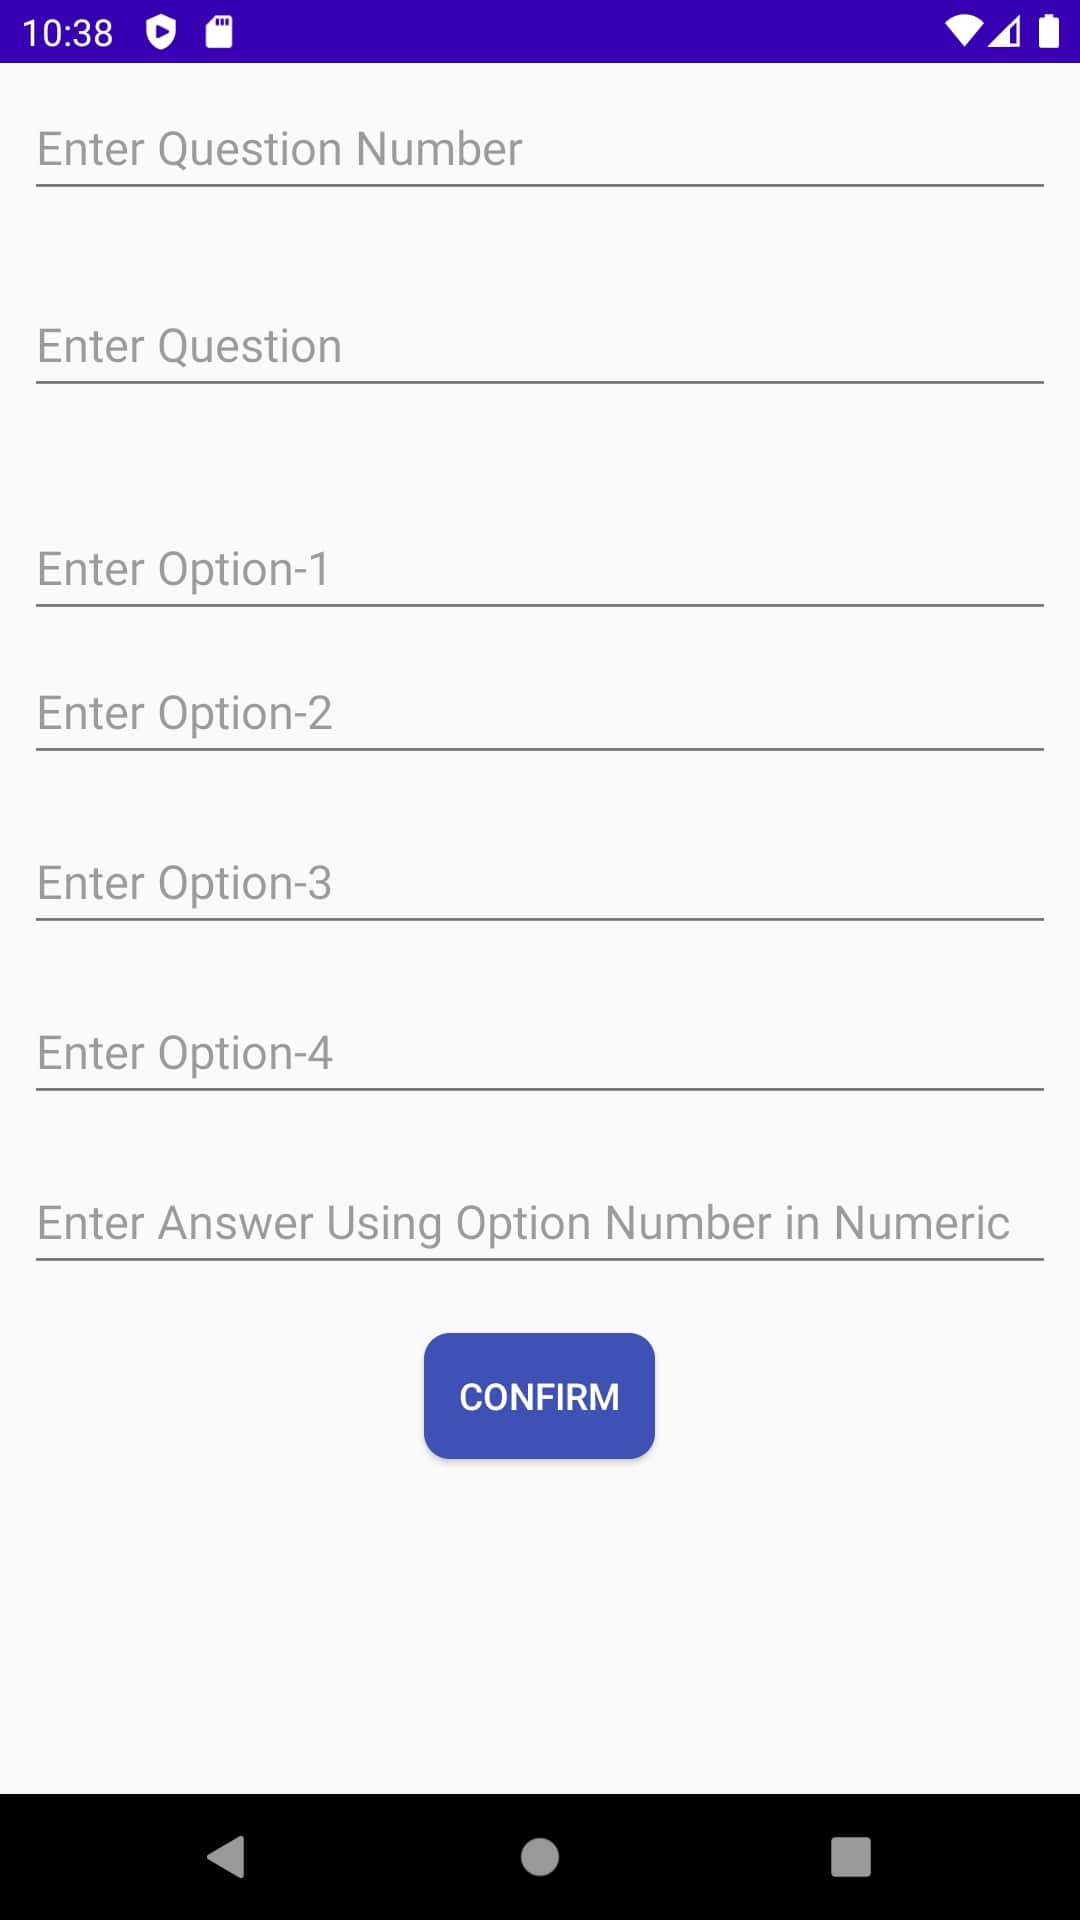 10:38
Enter Question Number
Enter Question
Enter Option-1
Enter Option-2
Enter Option-3
Enter Option-4
Enter Answer Using Option Number in Numeric
CONFIRM